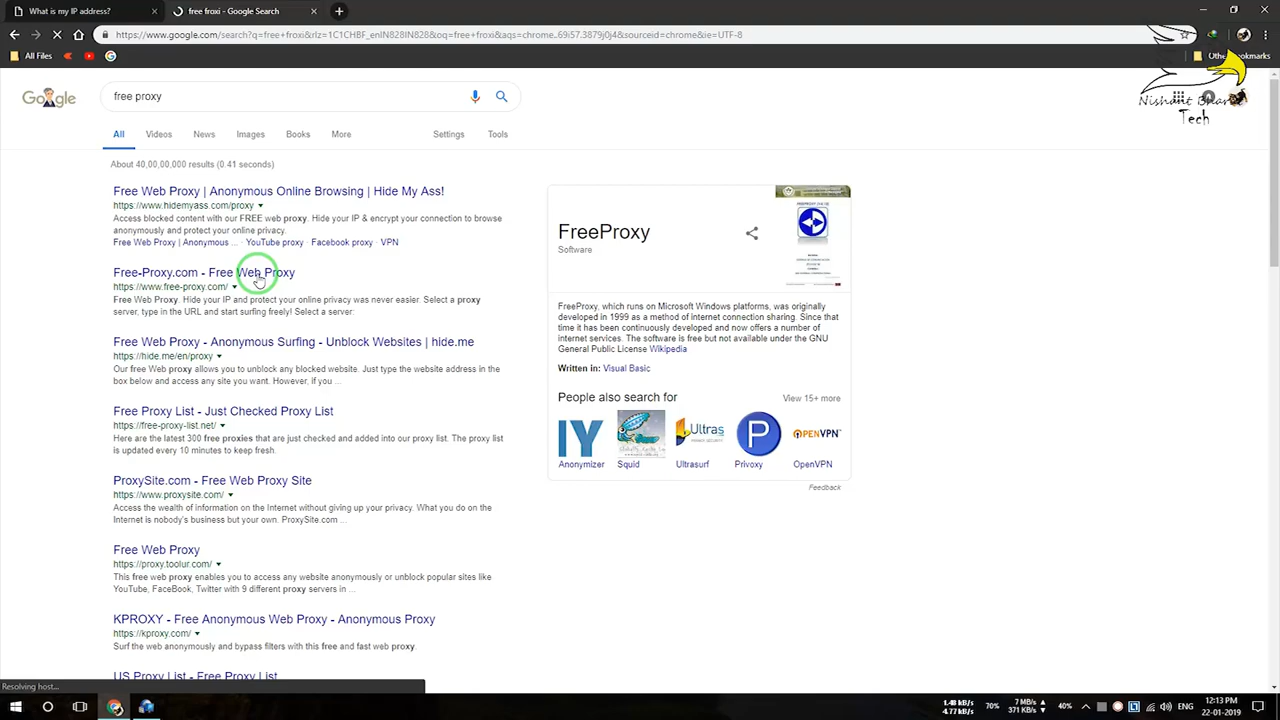 What is my IP address?
free froxi - Google Search
https://www.google.com/search?q=free+froxi&rlz=1C1CHBF_enIN828IN828&oq=free+froxi&aqs=chrome..69i57.3879j0j4&sourceid=chrome&ie=UTF-8
All Files
Google
free proxy
Tech
All Videos News Images Books More Settings Tools
About 40,00,00,000 results (0.41 seconds)
Free Web Proxy | Anonymous Online Browsing | Hide My Ass!
https://www.hidemyass.com/proxy
Access blocked content with our FREE web proxy. Hide your IP & encrypt your connection to browse
anonymously and protect your online privacy.
Free Web Proxy | Anonymous ... · YouTube proxy · Facebook proxy · VPN
Free-Proxy.com - Free Web Proxy
https://www.free-proxy.com/
Free Web Proxy. Hide your IP and protect your online privacy was never easier. Select a proxy
server, type in the URL and start surfing freely! Select a server:
Free Web Proxy - Anonymous Surfing - Unblock Websites | hide.me
https://hide.me/en/proxy
Our free Web proxy allows you to unblock any blocked website. Just type the website address in the
box below and access any site you want. However, if you ...
Free Proxy List - Just Checked Proxy List
https://free-proxy-list.net/
Here are the latest 300 free proxies that are just checked and added into our proxy list. The proxy list
is updated every 10 minutes to keep fresh.
ProxySite.com - Free Web Proxy Site
https://www.proxysite.com/
Access the wealth of information on the Internet without giving up your privacy. What you do on the
Internet is nobody's business but your own. ProxySite.com ...
Free Web Proxy
https://proxy.toolur.com/
This free web proxy enables you to access any website anonymously or unblock popular sites like
YouTube, FaceBook, Twitter with 9 different proxy servers in ...
KPROXY - Free Anonymous Web Proxy - Anonymous Proxy
https://kproxy.com/
Surf the web anonymously and bypass filters with this free and fast web proxy.
US Proxy List - Free Proxy List
FreeProxy
Software
FreeProxy, which runs on Microsoft Windows platforms, was originally
developed in 1999 as a method of internet connection sharing. Since that
time it has been continuously developed and now offers a number of
internet services. The software is free but not available under the GNU
General Public License Wikipedia
Written in: Visual Basic
People also search for View 15+ more
IY
Ultras
P
OPENVPN
Anonymizer Squid Ultrasurf Privoxy OpenVPN
Feedback
Resolving host...
1.48 kB/s
4.77 kB/s
70%
7 MB/s
371 KB/s
40%
ENG
12:13 PM
22-01-2019